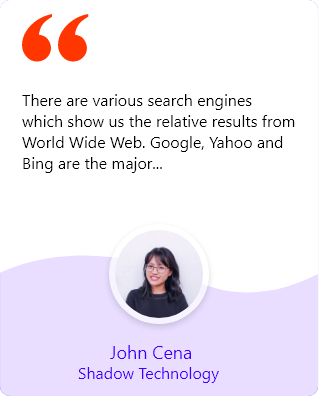 There are various search engines
which show us the relative results from
World Wide Web. Google, Yahoo and
Bing are the major...
John Cena
Shadow Technology